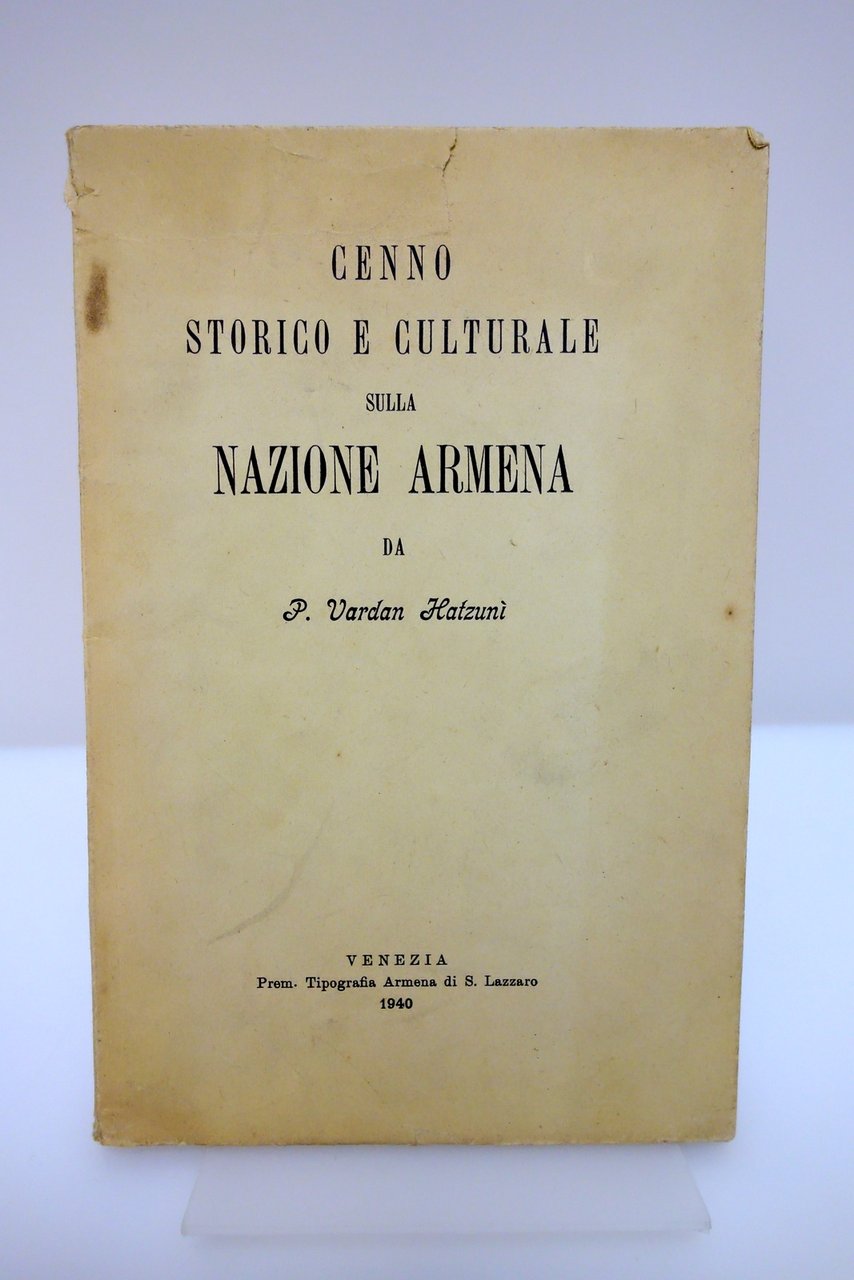 CENNO
STORICO E CULTURALE
SULLA
NAZIONE ARMENA
DA
P. Vardan Hatzunì
VENEZIA
Prem. Tipografia Armena di S. Lazzaro
1940